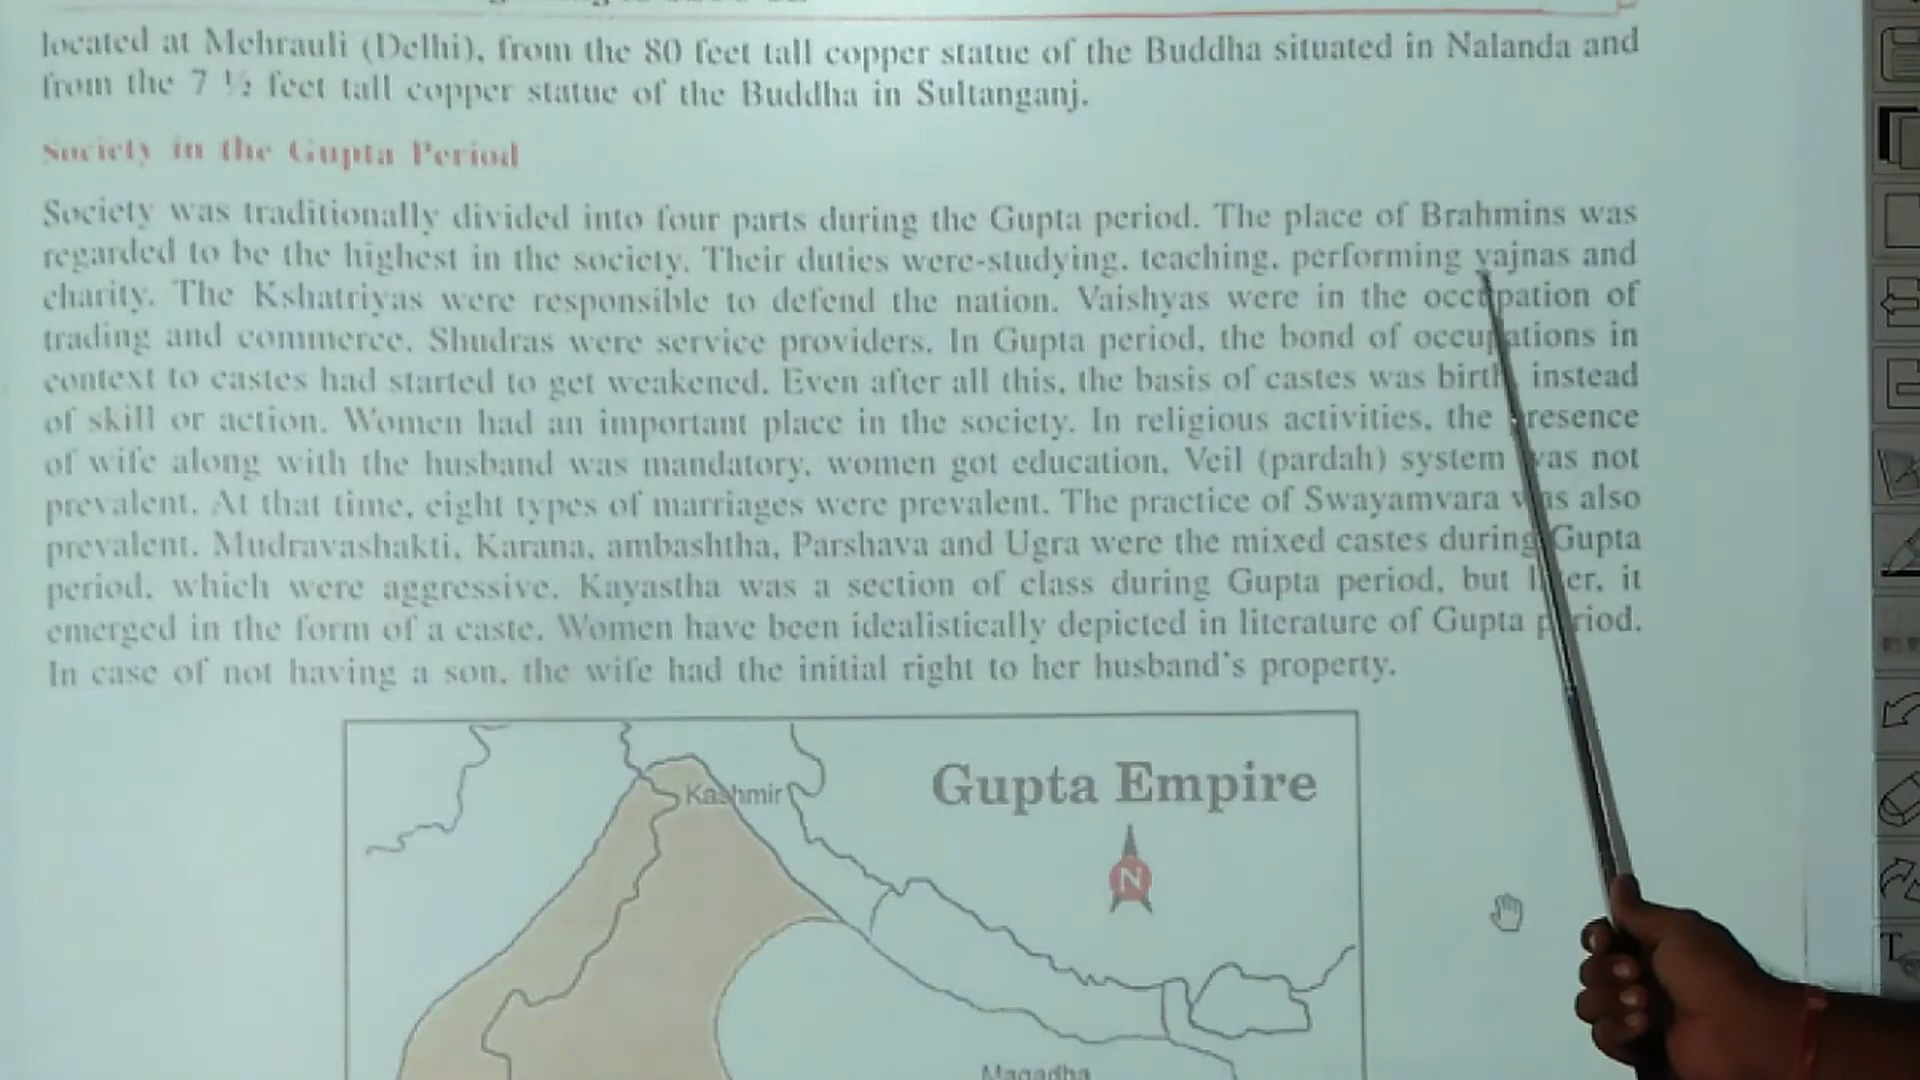 located at Mehrauli (Delhi), from the 80 feet tall copper statue of the Buddha situated in Nalanda and
from the 7 ½ feet tall copper statue of the Buddha in Sultanganj.
Society in the Gupta Period
Society was traditionally divided into four parts during the Gupta period. The place of Brahmins was
regarded to be the highest in the society. Their duties were-studying, teaching, performing yajnas and
charity. The Kshatriyas were responsible to defend the nation. Vaishyas were in the occupation of
trading and commerce. Shudras were service providers. In Gupta period, the bond of occupations in
context to castes had started to get weakened. Even after all this, the basis of castes was birth instead
of skill or action. Women had an important place in the society. In religious activities, the presence
of wife along with the husband was mandatory, women got education. Veil (pardah) system was not
prevalent. At that time, eight types of marriages were prevalent. The practice of Swayamvara was also
prevalent. Mudravashakti, Karana, ambashtha, Parshava and Ugra were the mixed castes during Gupta
period, which were aggressive. Kayastha was a section of class during Gupta period, but later, it
emerged in the form of a caste. Women have been idealistically depicted in literature of Gupta period.
In case of not having a son, the wife had the initial right to her husband's property.
Gupta Empire
Kashmir
N
Magadha
T